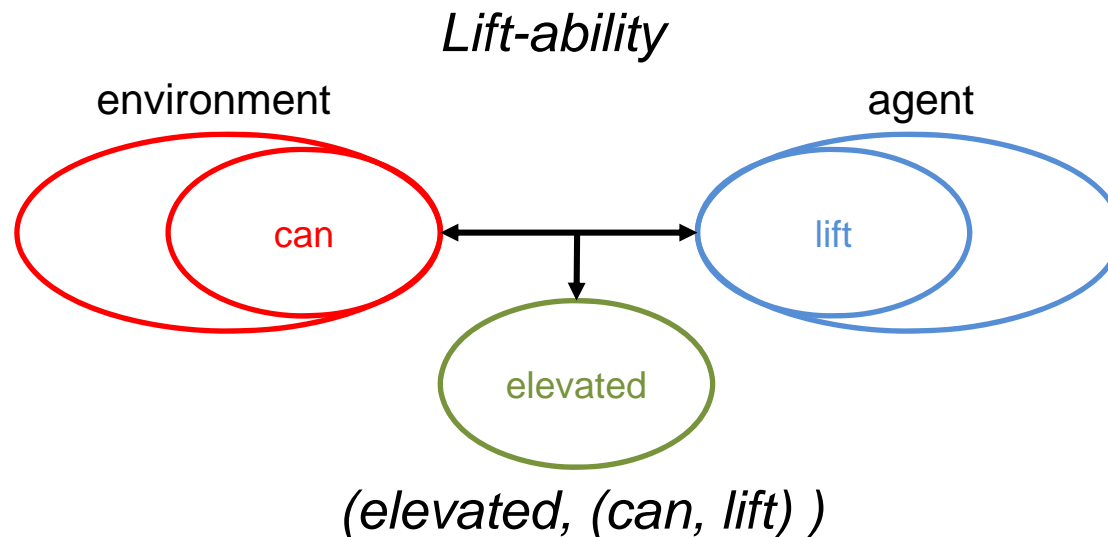 Lift-ability
environment
agent
can
lift
elevated
(elevated, (can, lift) )